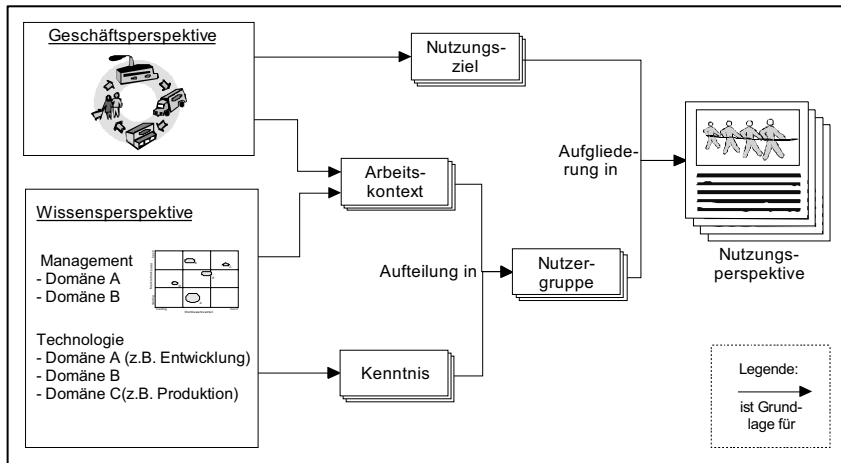 Geschäftsperspektive
Nutzungs-
ziel
Arbeits-
kontext
Aufgliede-
rung in
Wissensperspektive
Management
- Domäne A
- Domäne B
Aufteilung in
Nutzer-
gruppe
Nutzungs-
perspektive
Technologie
- Domäne A (z.B. Entwicklung)
- Domäne B
- Domäne C(z.B. Produktion)
Kenntnis
Legende:
ist Grund-
lage für